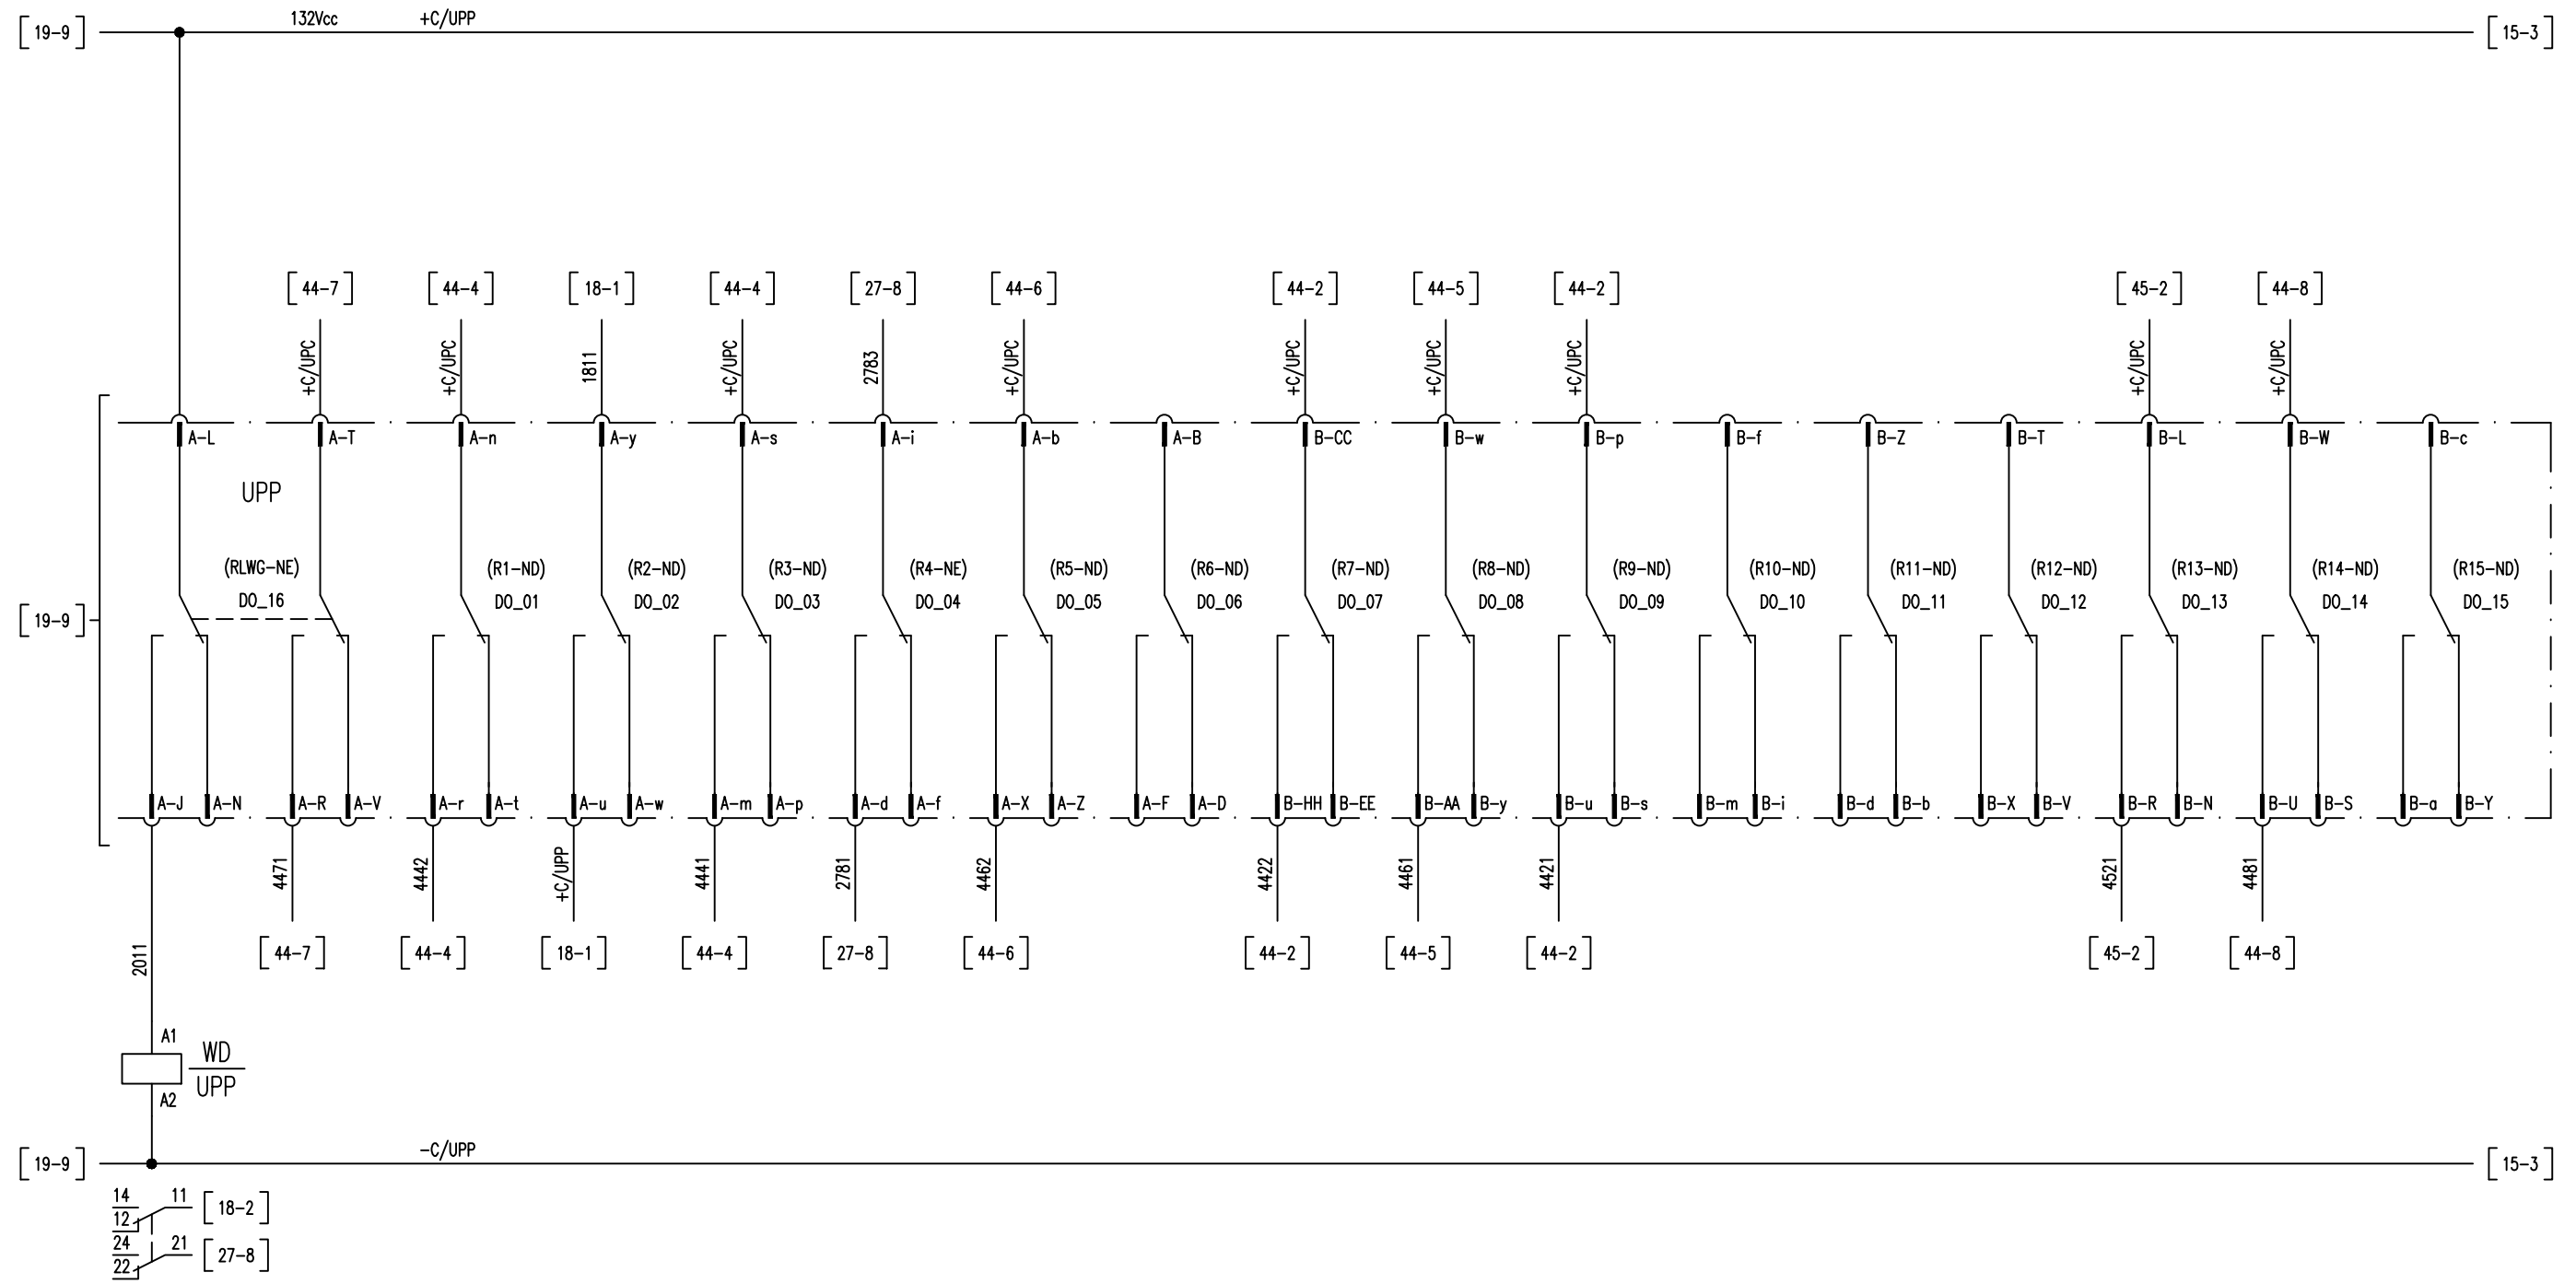 132Vcc +C/UPP
[19-9] [15-3]
[44-7] [44-4] [18-1] [44-4] [27-8] [44-6] [44-2] [44-5] [44-2] [45-2] [44-8]
+C/UPC +C/UPC 1811 +C/UPC 2783 +C/UPC +C/UPC +C/UPC +C/UPC +C/UPC +C/UPC
A-L A-T A-n A-y A-s A-i A-b A-B B-CC B-w B-p B-f B-Z B-T B-L B-W B-c
UPP
(RLWG-NE) (R1-ND) (R2-ND) (R3-ND) (R4-NE) (R5-ND) (R6-ND) (R7-ND) (R8-ND) (R9-ND) (R10-ND) (R11-ND) (R12-ND) (R13-ND) (R14-ND) (R15-ND)
DO_16 DO_01 DO_02 DO_03 DO_04 DO_05 DO_06 DO_07 DO_08 DO_09 DO_10 DO_11 DO_12 DO_13 DO_14 DO_15
[19-9]
A-J A-N A-R A-V A-r A-t A-u A-w A-m A-p A-d A-f A-X A-Z A-F A-D B-HH B-EE B-AA B-y B-u B-s B-m B-i B-d B-b B-X B-V B-R B-N B-U B-S B-a B-Y
4471 4442 +C/UPP 4441 2781 4462 4422 4461 4421 4521 4481
[44-7] [44-4] [18-1] [44-4] [27-8] [44-6] [44-2] [44-5] [44-2] [45-2] [44-8]
2011
A1
WD
UPP
A2
-C/UPP
[19-9] [15-3]
14 11 [18-2]
12
24 21 [27-8]
22